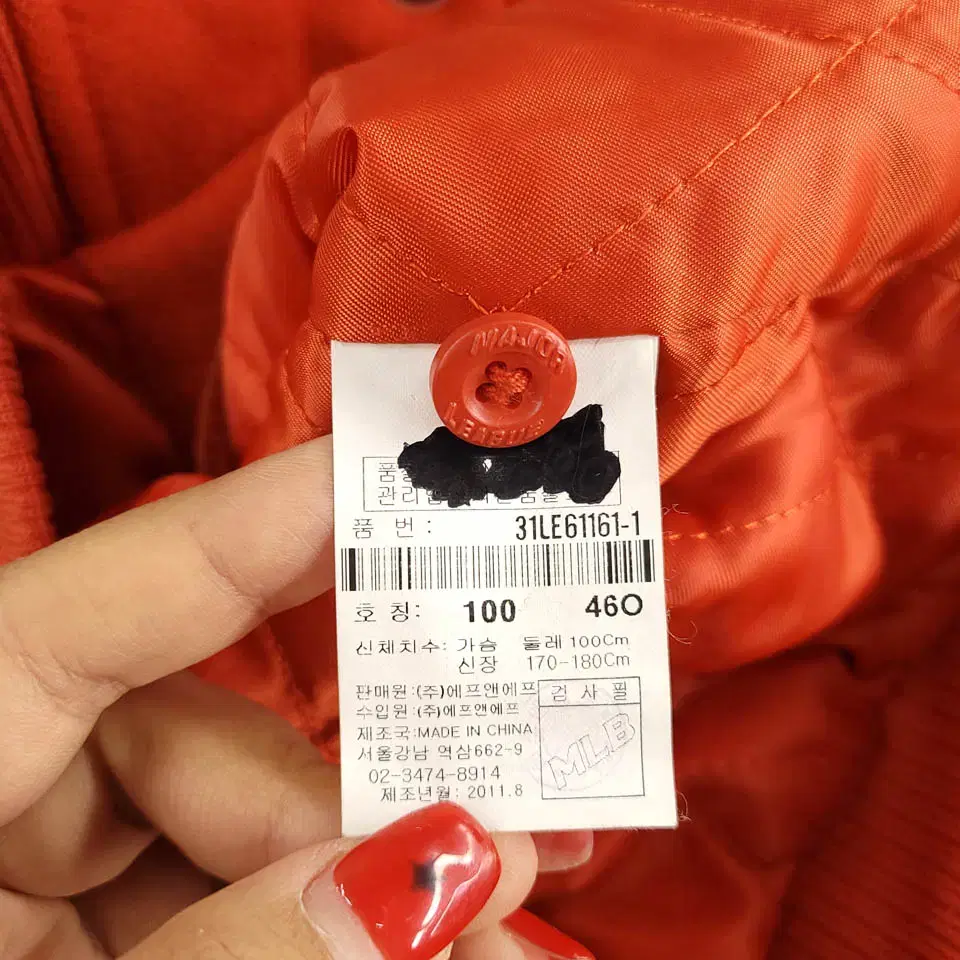 MAJOR
LEAGUE
품
관리
품 번: 31LE61161-1
호 칭: 100 46O
신체치수: 가슴 둘레 100Cm
신장 170-180Cm
판매원:(주)에프앤에프
수입원:(주)에프앤에프
제조국:MADE IN CHINA
서울강남 역삼662-9
02-3474-8914
제조년월: 2011.8
검 사 필
MLB